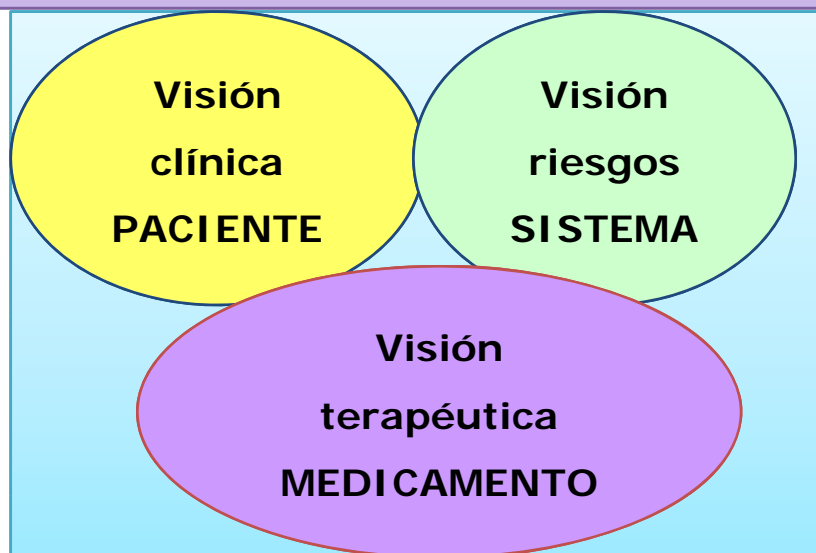 Visión
clínica
PACIENTE
Visión
riesgos
SISTEMA
Visión
terapéutica
MEDICAMENTO